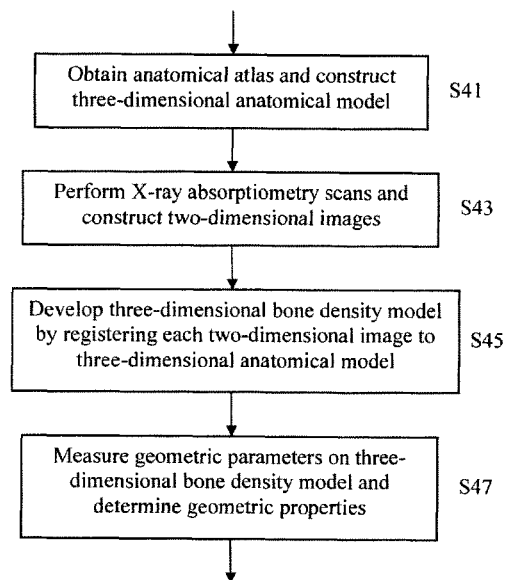 Obtain anatomical atlas and construct
three-dimensional anatomical model
S41
Perform X-ray absorptiometry scans and
construct two-dimensional images
S43
Develop three-dimensional bone density model
by registering each two-dimensional image to
three-dimensional anatomical model
S45
Measure geometric parameters on three-
dimensional bone density model and
determine geometric properties
S47